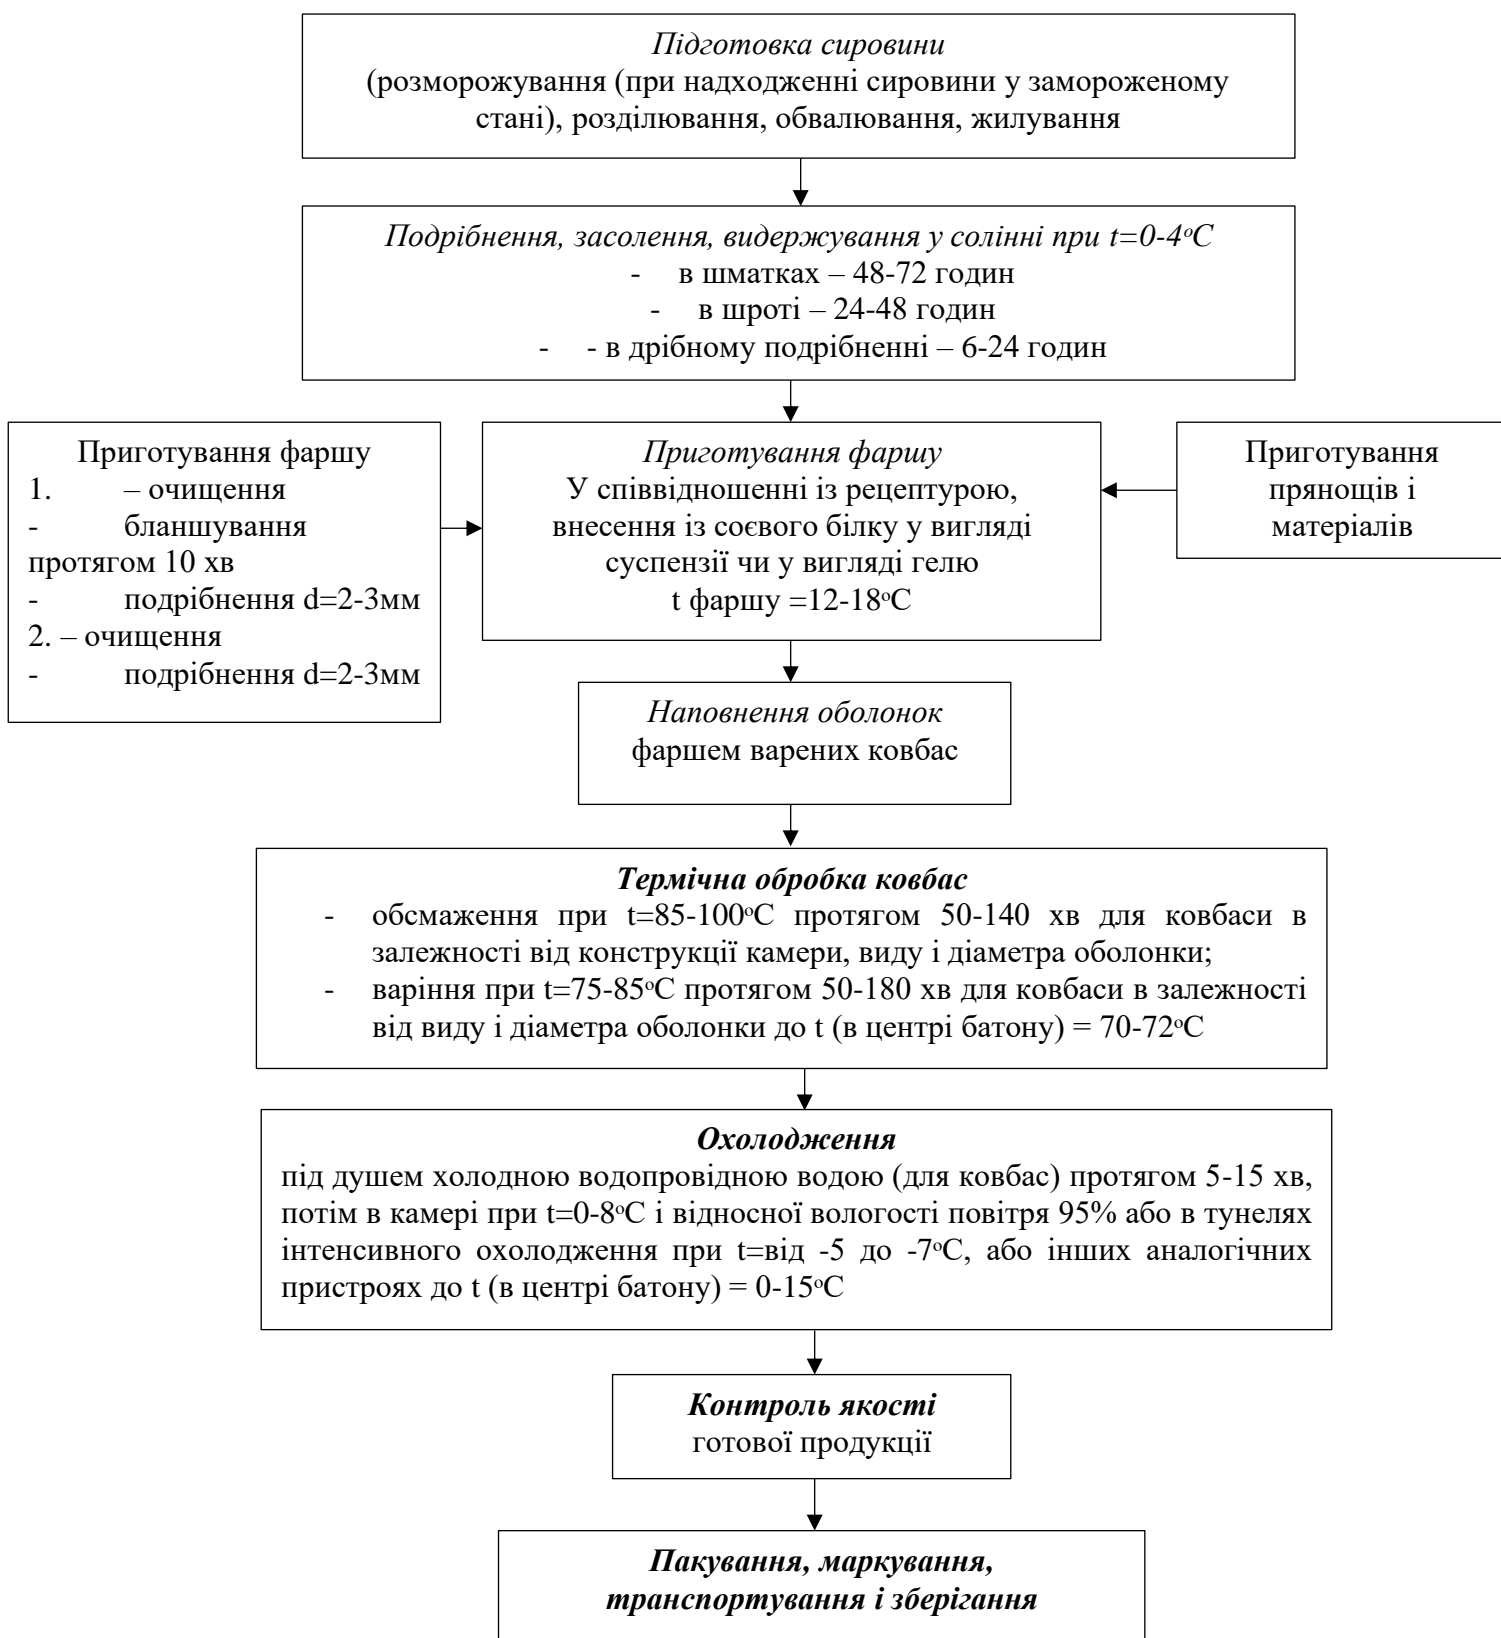 Підготовка сировини
(розморожування (при надходженні сировини у замороженому
стані), розділювання, обвалювання, жилування
Подрібнення, засолення, видержування у солінні при t=0-4°С
- в шматках – 48-72 годин
- в шроті – 24-48 годин
- - в дрібному подрібненні – 6-24 годин
Приготування фаршу
1. – очищення
- бланшування
протягом 10 хв
- подрібнення d=2-3мм
2. – очищення
- подрібнення d=2-3мм
Приготування фаршу
У співвідношенні із рецептурою,
внесення із соєвого білку у вигляді
суспензії чи у вигляді гелю
t фаршу =12-18°С
Приготування
прянощів і
матеріалів
Наповнення оболонок
фаршем варених ковбас
Термічна обробка ковбас
- обсмаження при t=85-100°С протягом 50-140 хв для ковбаси в
залежності від конструкції камери, виду і діаметра оболонки;
- варіння при t=75-85°С протягом 50-180 хв для ковбаси в залежності
від виду і діаметра оболонки до t (в центрі батону) = 70-72°С
Охолодження
під душем холодною водопровідною водою (для ковбас) протягом 5-15 хв,
потім в камері при t=0-8°С і відносної вологості повітря 95% або в тунелях
інтенсивного охолодження при t=від -5 до -7°С, або інших аналогічних
пристроях до t (в центрі батону) = 0-15°С
Контроль якості
готової продукції
Пакування, маркування,
транспортування і зберігання